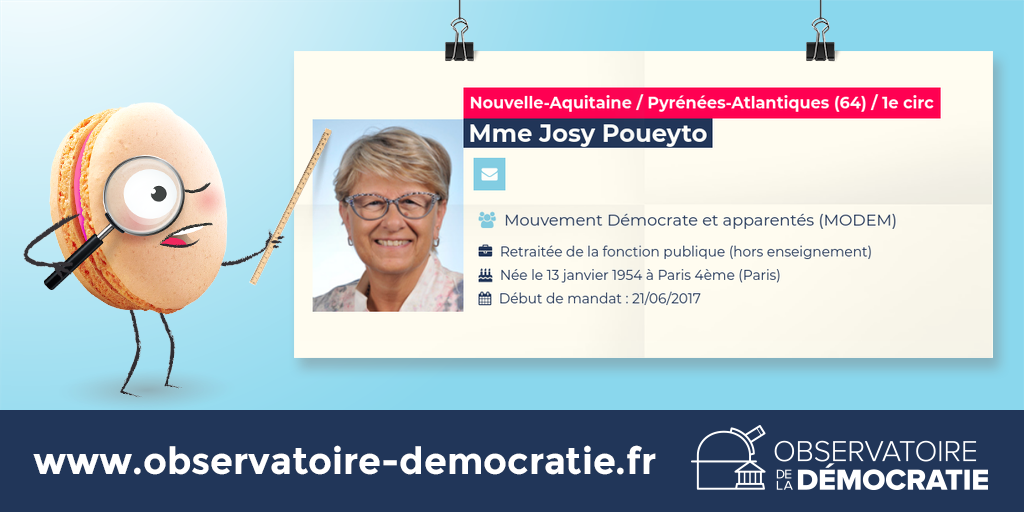 Nouvelle-Aquitaine / Pyrénées-Atlantiques (64) / 1e circ
Mme Josy Poueyto
Mouvement Démocrate et apparentés (MODEM)
Retraitée de la fonction publique (hors enseignement)
Née le 13 janvier 1954 à Paris 4ème (Paris)
Début de mandat : 21/06/2017
www.observatoire-democratie.fr
OBSERVATOIRE
DE LA DÉMOCRATIE